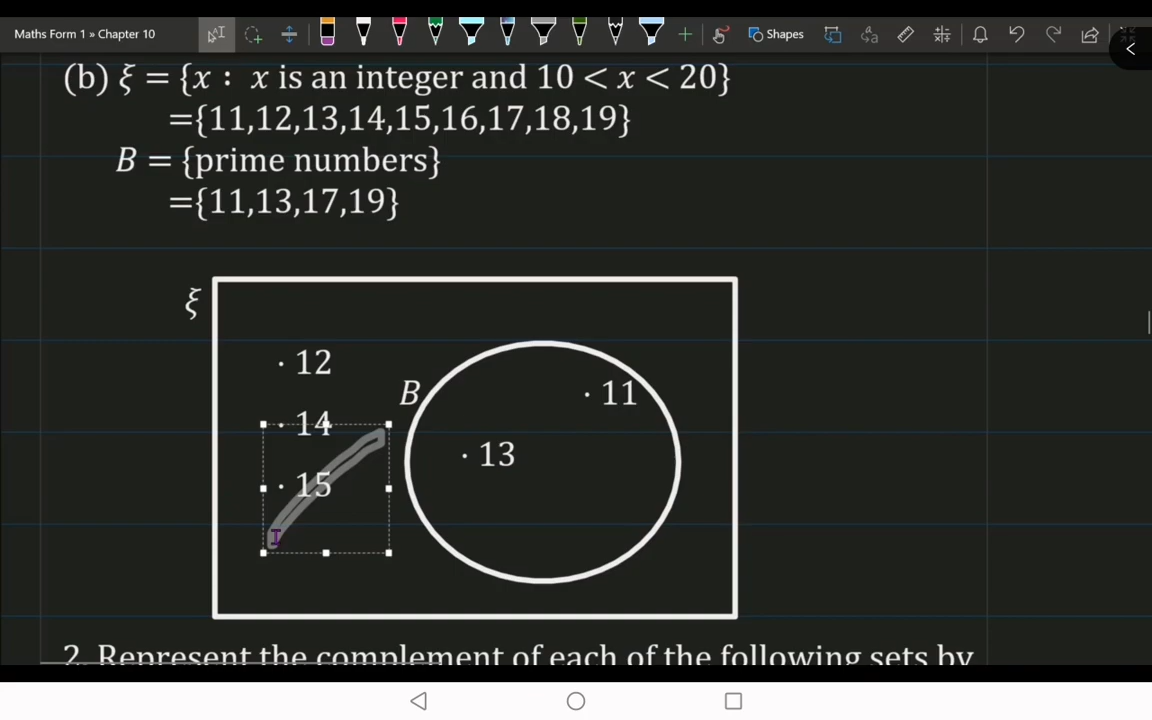 Maths Form 1 » Chapter 10
Shapes
(b) ξ = {x : x is an integer and 10 < x < 20}
={11,12,13,14,15,16,17,18,19}
B = {prime numbers}
={11,13,17,19}
ξ
· 12
B
· 11
· 14
· 13
· 15
2. Represent the complement of each of the following sets by